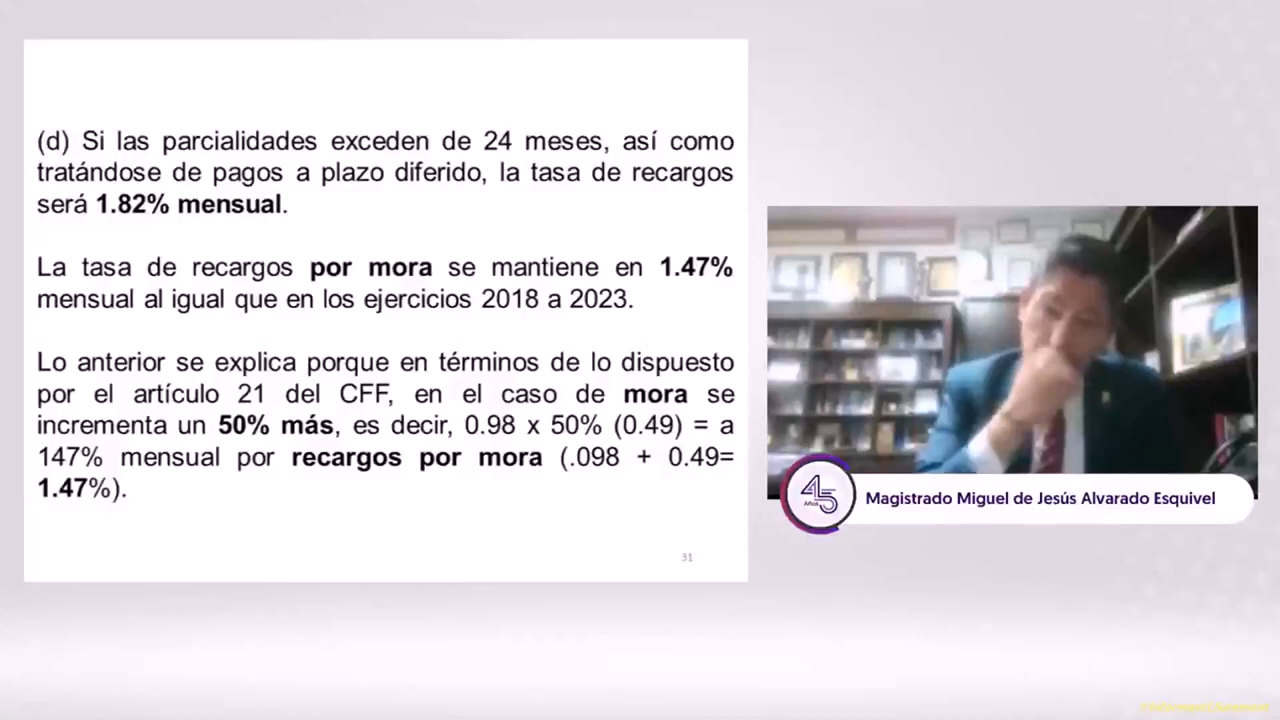 (d) Si las parcialidades exceden de 24 meses, así como
tratándose de pagos a plazo diferido, la tasa de recargos
será 1.82% mensual.
La tasa de recargos por mora se mantiene en 1.47%
mensual al igual que en los ejercicios 2018 a 2023.
Lo anterior se explica porque en términos de lo dispuesto
por el artículo 21 del CFF, en el caso de mora se
incrementa un 50% más, es decir, 0.98 x 50% (0.49) = a
147% mensual por recargos por mora (.098 + 0.49=
1.47%).
31
45
Años
Magistrado Miguel de Jesús Alvarado Esquivel